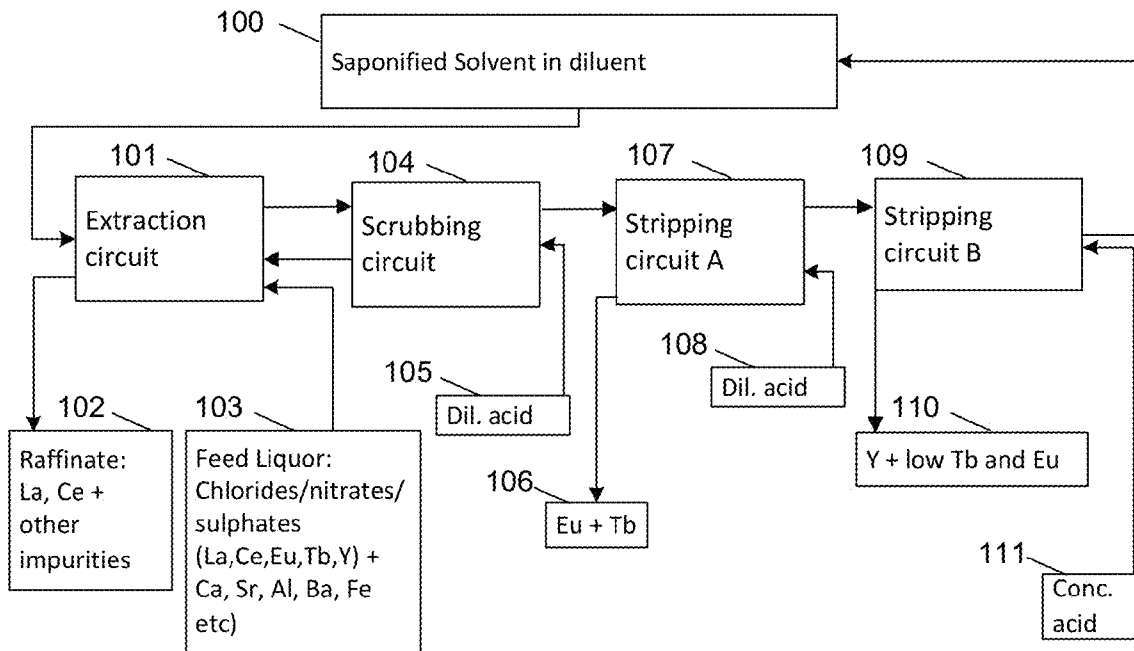 100
Saponified Solvent in diluent
101
Extraction
circuit
104
Scrubbing
circuit
107
Stripping
circuit A
109
Stripping
circuit B
102
Raffinate:
La, Ce +
other
impurities
103
Feed Liquor:
Chlorides/nitrates/
sulphates
(La,Ce,Eu,Tb,Y) +
Ca, Sr, Al, Ba, Fe
etc)
105
Dil. acid
106
Eu + Tb
108
Dil. acid
110
Y + low Tb and Eu
111
Conc.
acid